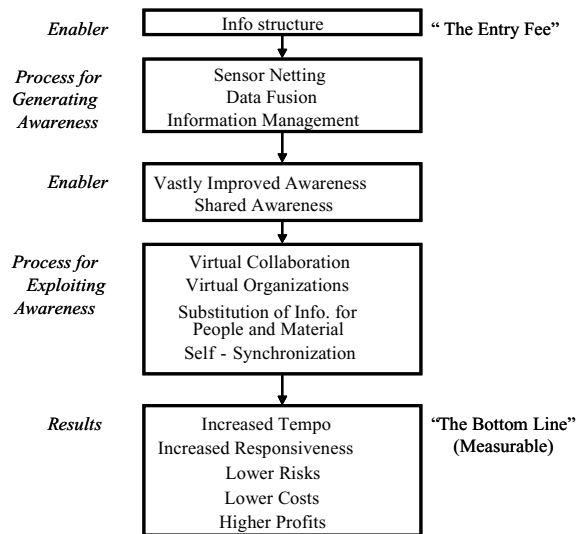 Enabler
Info structure
“ The Entry Fee”
Process for
Generating
Awareness
Sensor Netting
Data Fusion
Information Management
Enabler
Vastly Improved Awareness
Shared Awareness
Process for
Exploiting
Awareness
Virtual Collaboration
Virtual Organizations
Substitution of Info. for
People and Material
Self - Synchronization
Results
Increased Tempo
Increased Responsiveness
Lower Risks
Lower Costs
Higher Profits
“The Bottom Line”
(Measurable)